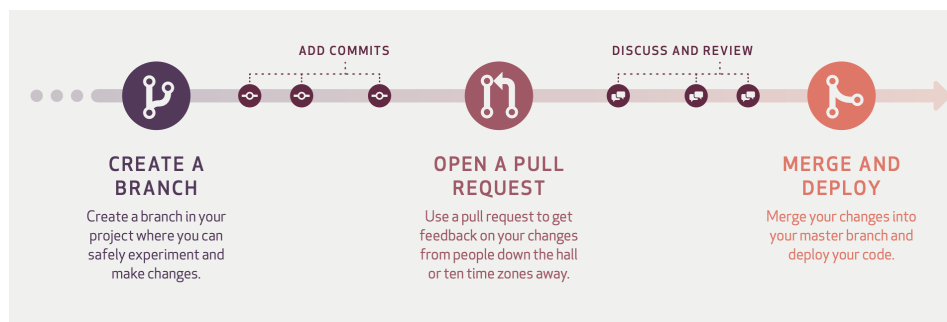 ADD COMMITS
DISCUSS AND REVIEW
CREATE A
BRANCH
Create a branch in your
project where you can
safely experiment and
make changes.
OPEN A PULL
REQUEST
Use a pull request to get
feedback on your changes
from people down the hall
or ten time zones away.
MERGE AND
DEPLOY
Merge your changes into
your master branch and
deploy your code.